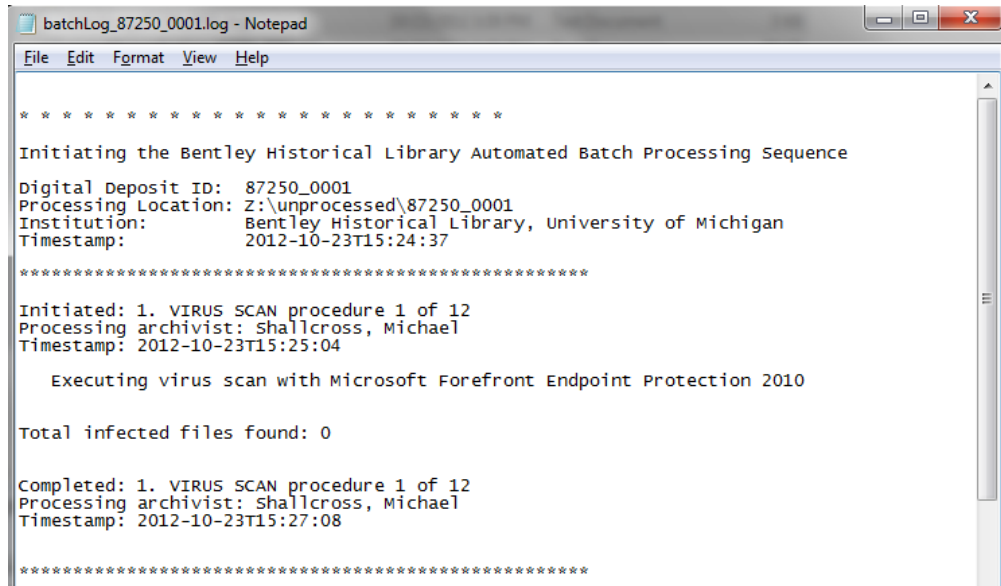 batchLog_87250_0001.log - Notepad
File Edit Format View Help
* * * * * * * * * * * * * * * * * * * * * * *
Initiating the Bentley Historical Library Automated Batch Processing Sequence
Digital Deposit ID: 87250_0001
Processing Location: Z:\unprocessed\87250_0001
Institution: Bentley Historical Library, University of Michigan
Timestamp: 2012-10-23T15:24:37
*****************************************************
Initiated: 1. VIRUS SCAN procedure 1 of 12
Processing archivist: Shallcross, Michael
Timestamp: 2012-10-23T15:25:04
Executing virus scan with Microsoft Forefront Endpoint Protection 2010
Total infected files found: 0
Completed: 1. VIRUS SCAN procedure 1 of 12
Processing archivist: Shallcross, Michael
Timestamp: 2012-10-23T15:27:08
*****************************************************